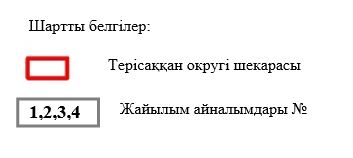 Шартты белгілер:
Терісаққан округі шекарасы
1,2,3,4 Жайылым айналымдары №